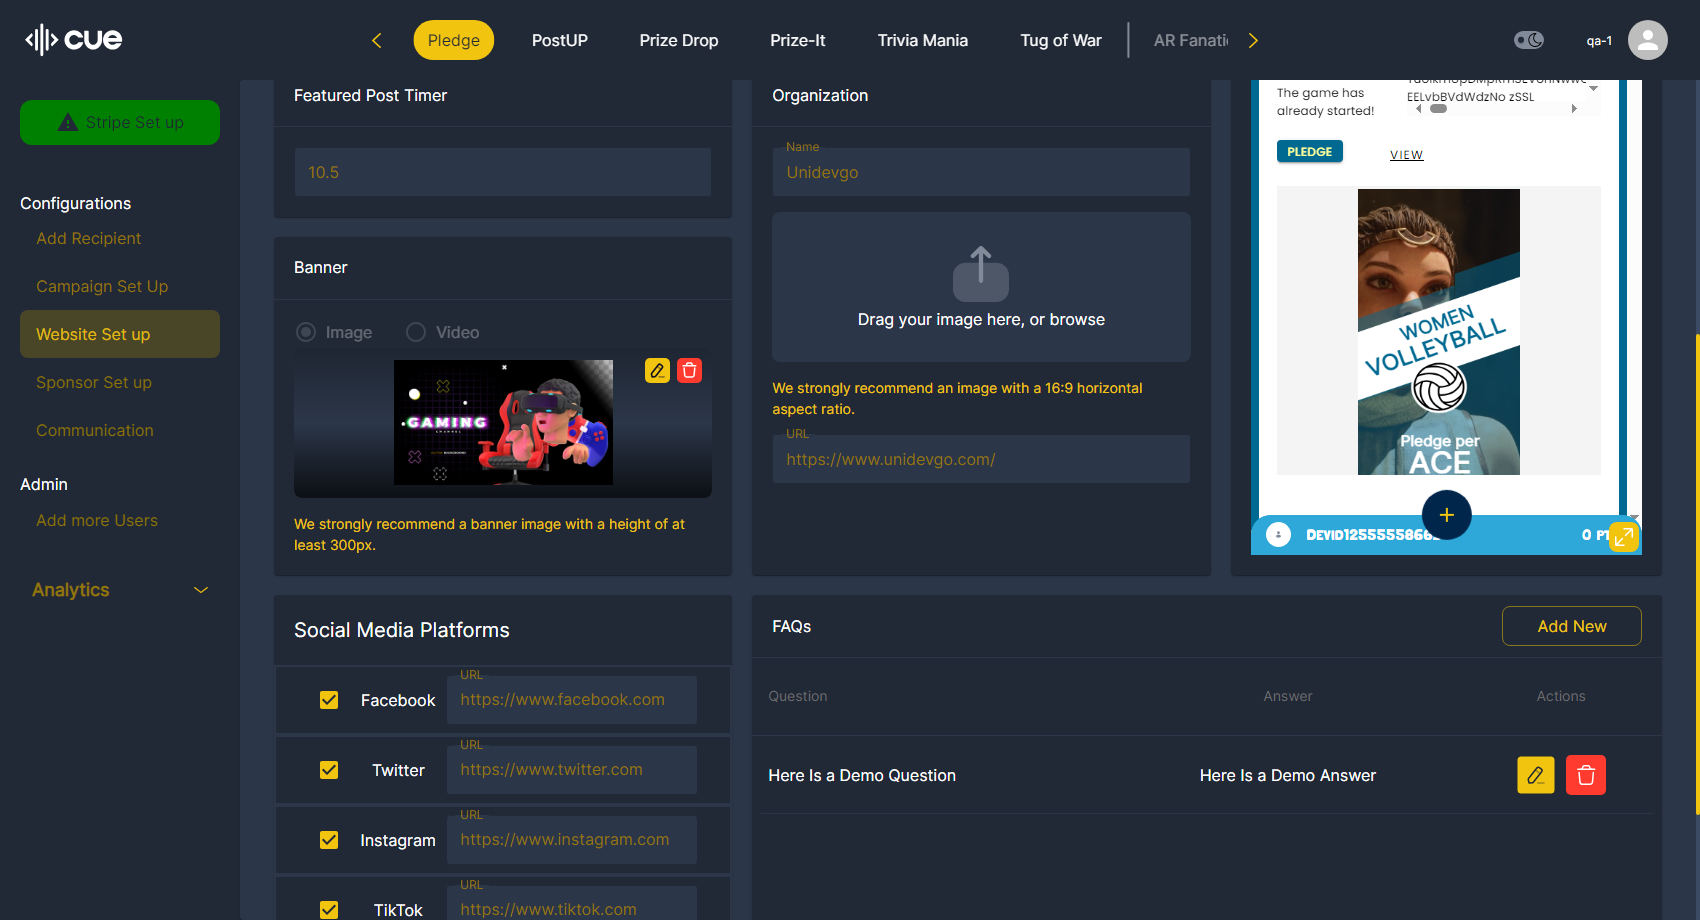 cue
Pledge
PostUP
Prize Drop
Prize-It
Trivia Mania
Tug of War
AR Fanati
qa-1
Stripe Set up
Configurations
Add Recipient
Campaign Set Up
Website Set up
Sponsor Set up
Communication
Admin
Add more Users
Analytics
Featured Post Timer
10.5
Banner
Image
Video
GAMING
CHANNEL
We strongly recommend a banner image with a height of at
least 300px.
Organization
Name
Unidevgo
Drag your image here, or browse
We strongly recommend an image with a 16:9 horizontal
aspect ratio.
URL
https://www.unidevgo.com/
The game has
already started!
EELvbBVdWdzNo zSSL
PLEDGE
VIEW
WOMEN
VOLLEYBALL
Pledge per
ACE
0 PT
Social Media Platforms
Facebook
URL
https://www.facebook.com
Twitter
URL
https://www.twitter.com
Instagram
URL
https://www.instagram.com
TikTok
URL
https://www.tiktok.com
FAQs
Add New
Question
Answer
Actions
Here Is a Demo Question
Here Is a Demo Answer